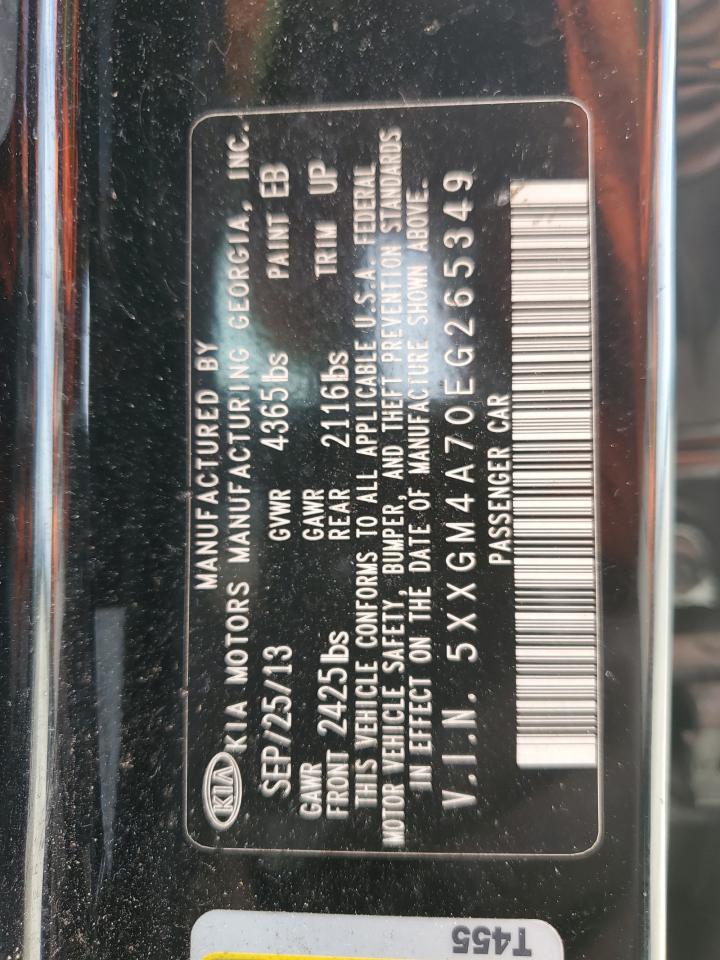 MANUFACTURED BY
KIA KIA MOTORS MANUFACTURING GEORGIA, INC.
SEP/25/13 GVWR 4365lbs PAINT EB
GAWR FRONT 2425lbs GAWR REAR 2116lbs TRIM UP
THIS VEHICLE CONFORMS TO ALL APPLICABLE U.S.A. FEDERAL
MOTOR VEHICLE SAFETY, BUMPER, AND THEFT PREVENTION STANDARDS
IN EFFECT ON THE DATE OF MANUFACTURE SHOWN ABOVE.
V.I.N. 5XXGM4A70EG265349
PASSENGER CAR
T455